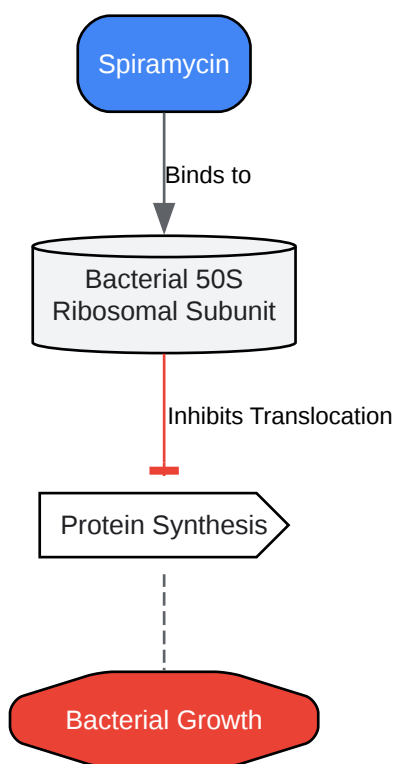 Spiramycin
Binds to
Bacterial 50S
Ribosomal Subunit
Inhibits Translocation
Protein Synthesis
Bacterial Growth